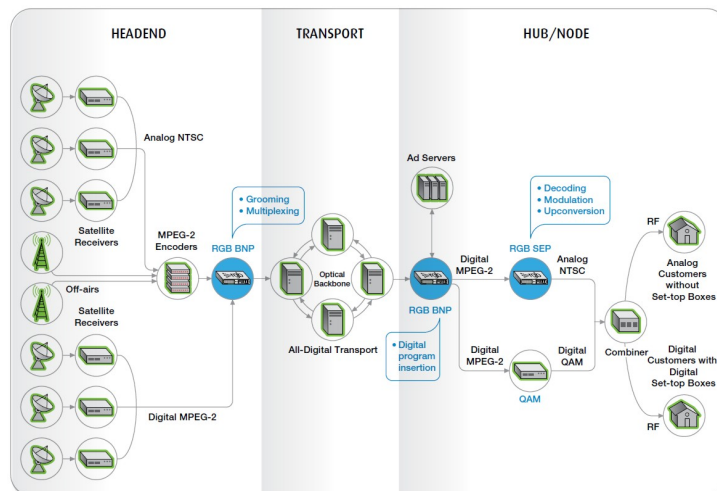 HEADEND
TRANSPORT
HUB/NODE
Analog NTSC
Satellite
Receivers
MPEG-2
Encoders
RGB BNP
• Grooming
• Multiplexing
Off-airs
Satellite
Receivers
Digital MPEG-2
Optical
Backbone
All-Digital Transport
Ad Servers
RGB BNP
• Digital
program
insertion
Digital
MPEG-2
• Decoding
• Modulation
• Upconversion
RGB SEP
Analog
NTSC
Digital
MPEG-2
QAM
Digital
QAM
Combiner
RF
Analog
Customers
without
Set-top Boxes
Digital
Customers with
Digital
Set-top Boxes
RF